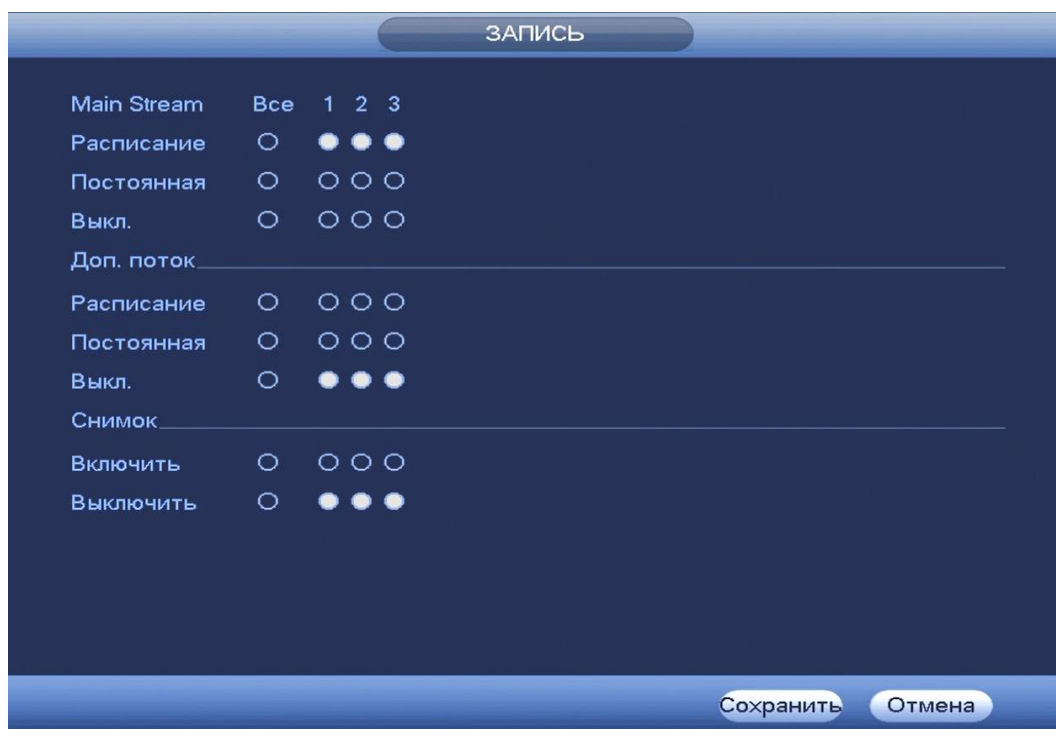 ЗАПИСЬ
Main Stream Все 1 2 3
Расписание
Постоянная
Выкл.
Доп. поток
Расписание
Постоянная
Выкл.
Снимок
Включить
Выключить
Сохранить Отмена